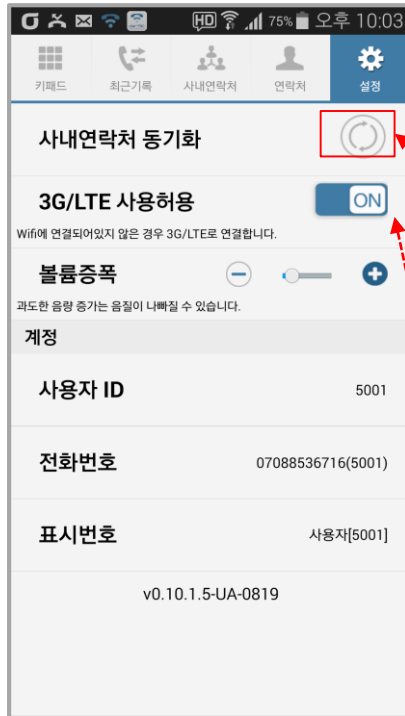 HD 75% 오후 10:03
키패드 최근기록 사내연락처 연락처 설정
사내연락처 동기화
3G/LTE 사용허용 ON
Wifi에 연결되어있지 않은 경우 3G/LTE로 연결합니다.
볼륨증폭
과도한 음량 증가는 음질이 나빠질 수 있습니다.
계정
사용자 ID 5001
전화번호 07088536716(5001)
표시번호 사용자[5001]
v0.10.1.5-UA-0819